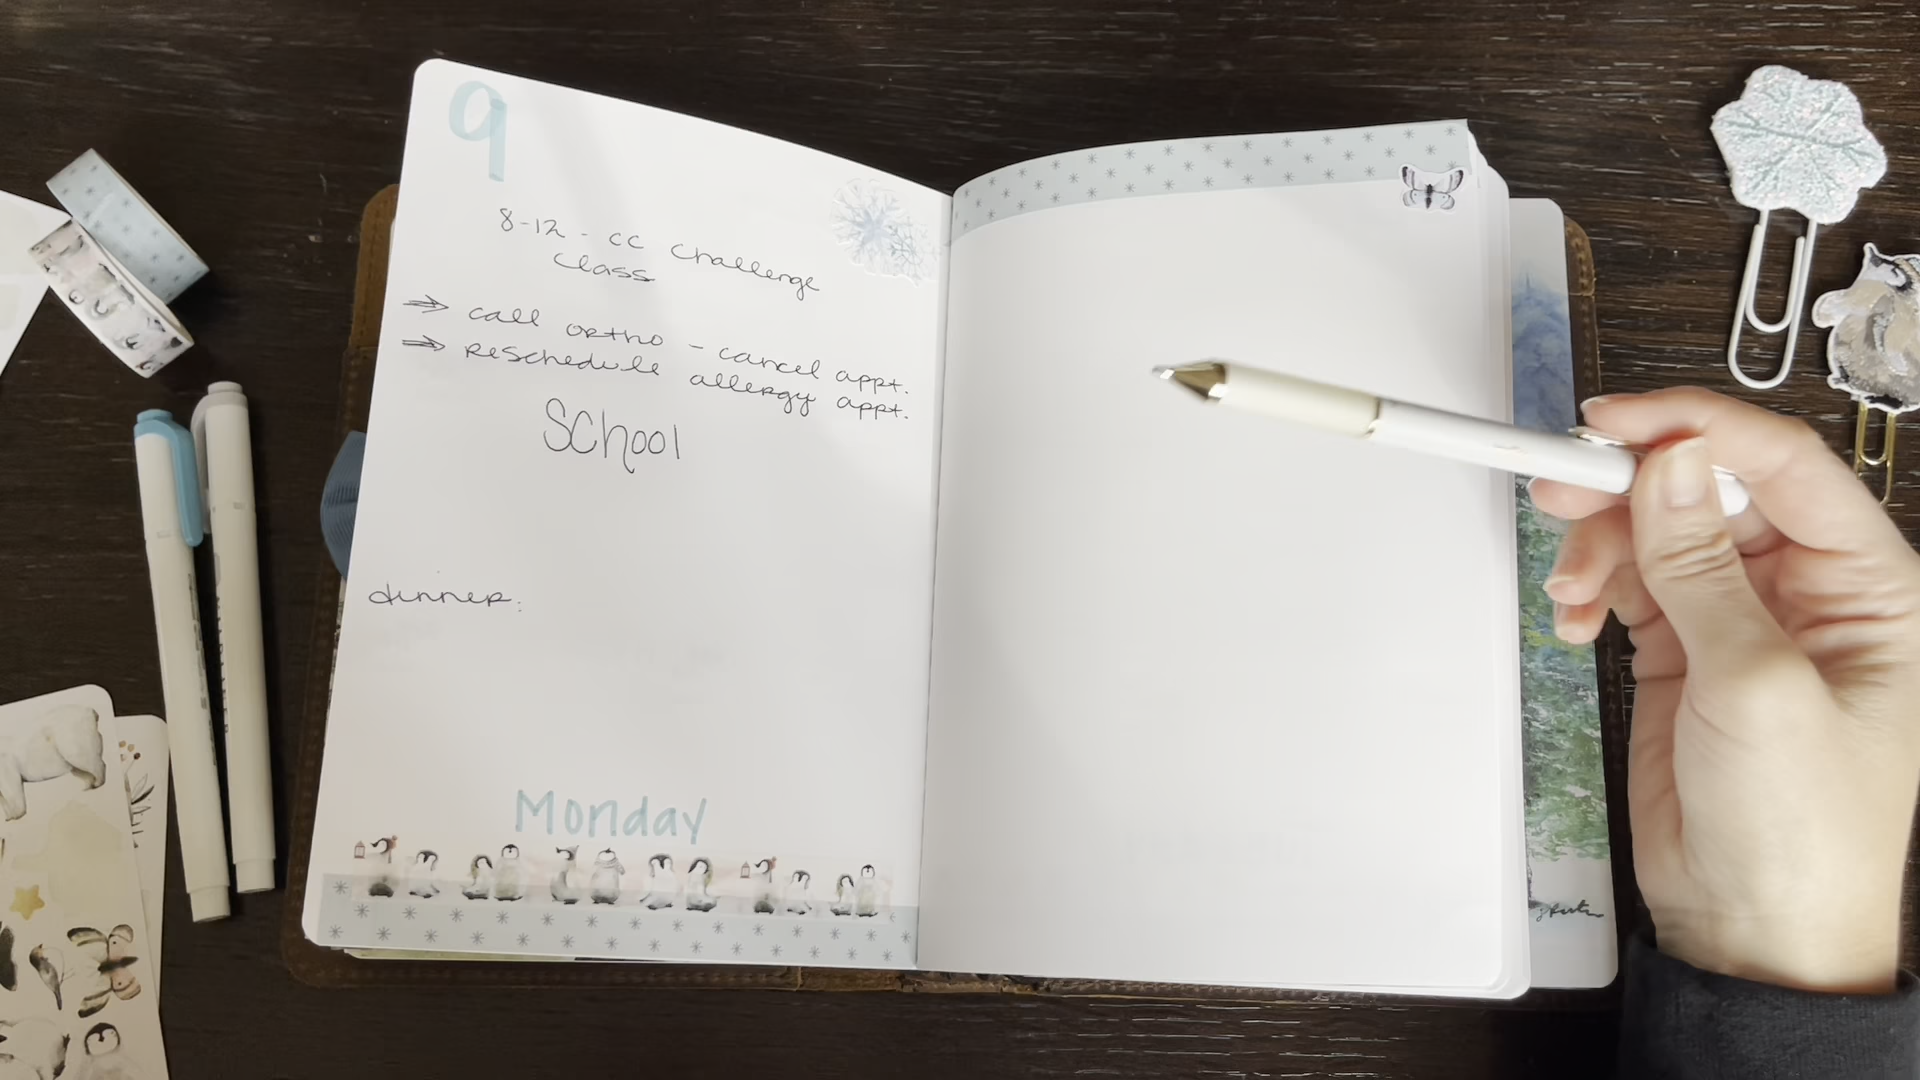 9
8-12 - CC Challenge
Class
⇒ call ortho - cancel appt.
⇒ reschedule allergy appt.
School
dinner:
Monday